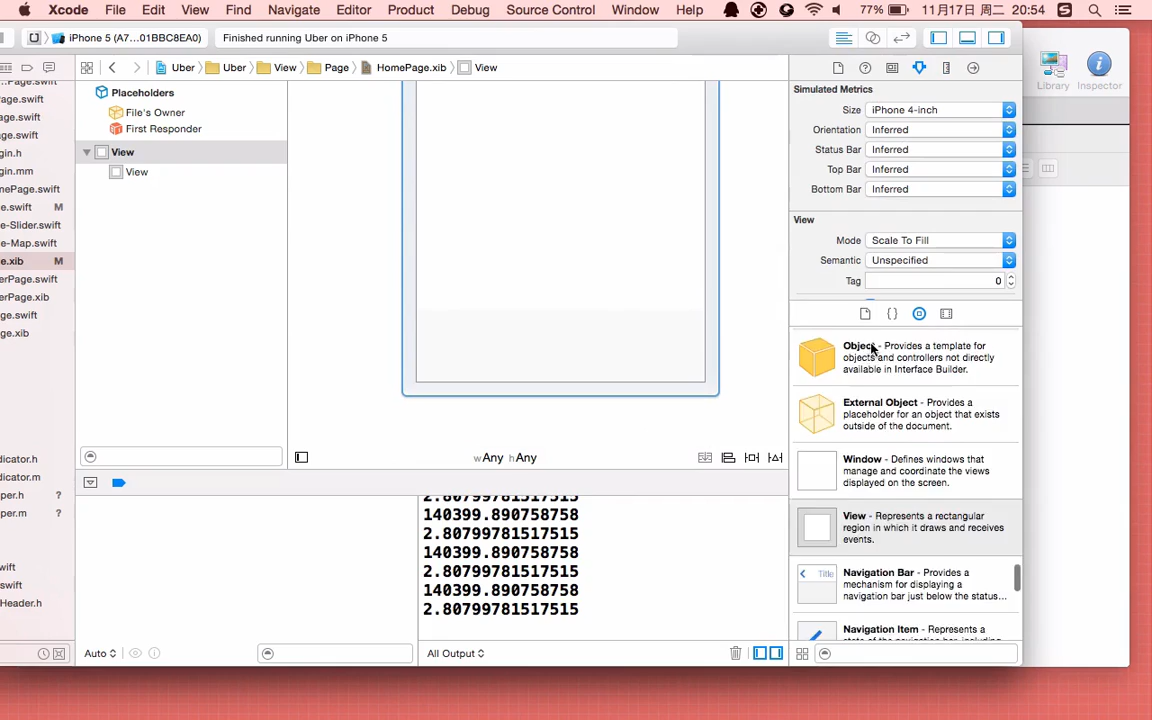 Xcode File Edit View Find Navigate Editor Product Debug Source Control Window Help 77% 11月17日 周二 20:54
iPhone 5 (A7...01BBC8EA0) Finished running Uber on iPhone 5
Uber Uber View Page HomePage.xib View
Library Inspector
age.swift
e.swift
ge.swift
gin.h
gin.mm
mePage.swift
e.swift M
e-Slider.swift
e-Map.swift
e.xib M
erPage.swift
erPage.xib
age.swift
ge.xib
dicator.h
dicator.m
per.h ?
per.m ?
wift
swift
Header.h
Placeholders
File's Owner
First Responder
View
View
wAny hAny
Simulated Metrics
Size iPhone 4-inch
Orientation Inferred
Status Bar Inferred
Top Bar Inferred
Bottom Bar Inferred
View
Mode Scale To Fill
Semantic Unspecified
Tag 0
Object - Provides a template for
objects and controllers not directly
available in Interface Builder.
External Object - Provides a
placeholder for an object that exists
outside of the document.
Window - Defines windows that
manage and coordinate the views
displayed on the screen.
View - Represents a rectangular
region in which it draws and receives
events.
Title
Navigation Bar - Provides a
mechanism for displaying a
navigation bar just below the status...
Navigation Item - Represents a
2.80799781517515
140399.890758758
2.80799781517515
140399.890758758
2.80799781517515
140399.890758758
2.80799781517515
Auto
All Output